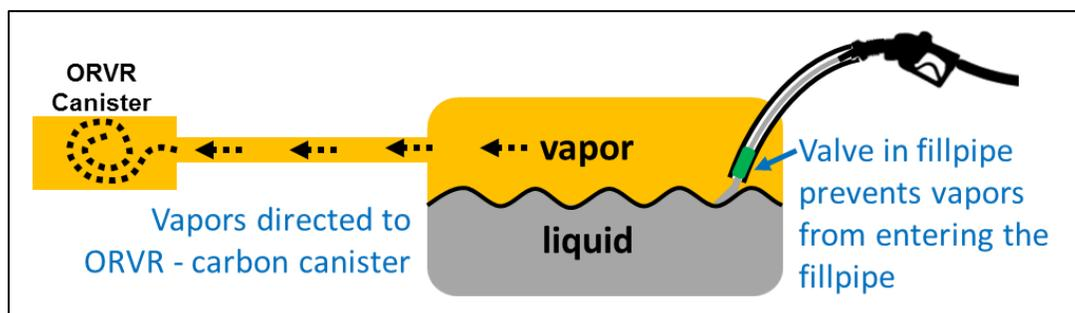 ORVR
Canister
vapor
Valve in fillpipe
prevents vapors
from entering the
fillpipe
Vapors directed to
ORVR - carbon canister
liquid